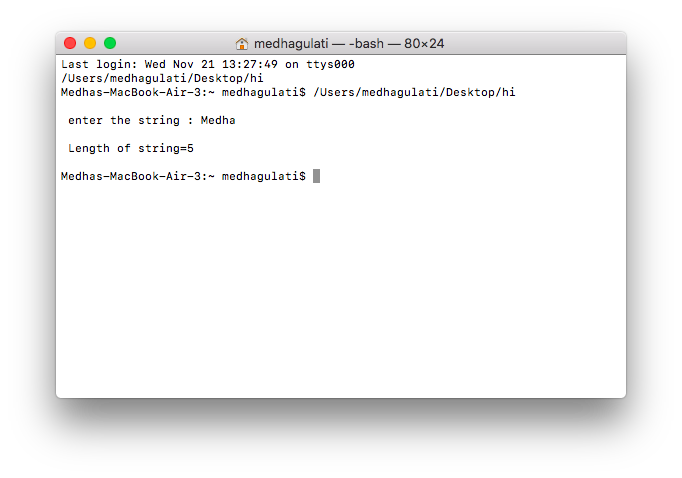 medhagulati — -bash — 80×24
Last login: Wed Nov 21 13:27:49 on ttys000
/Users/medhagulati/Desktop/hi
Medhas-MacBook-Air-3:~ medhagulati$ /Users/medhagulati/Desktop/hi
enter the string : Medha
Length of string=5
Medhas-MacBook-Air-3:~ medhagulati$